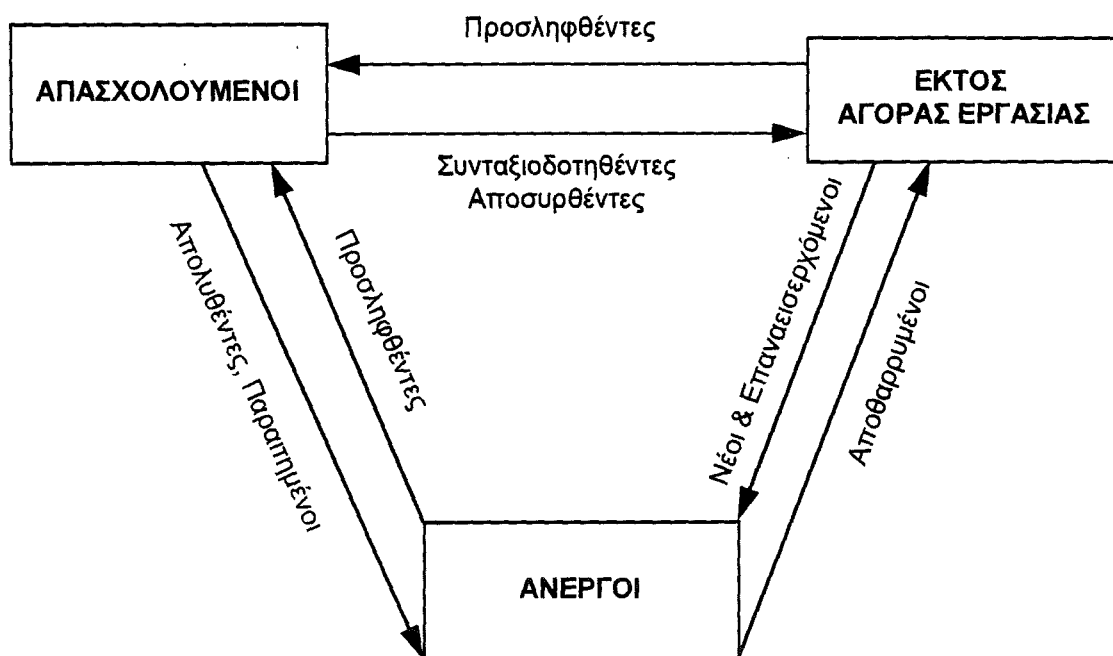 Προσληφθέντες
ΑΠΑΣΧΟΛΟΥΜΕΝΟΙ
ΕΚΤΟΣ
ΑΓΟΡΑΣ ΕΡΓΑΣΙΑΣ
Συνταξιοδοτηθέντες
Αποσυρθέντες
Απολυθέντες, Παραιτημένοι
Προσληφθέντες
Νέοι & Επαναεισερχόμενοι
Αποθαρρυμένοι
ΑΝΕΡΓΟΙ